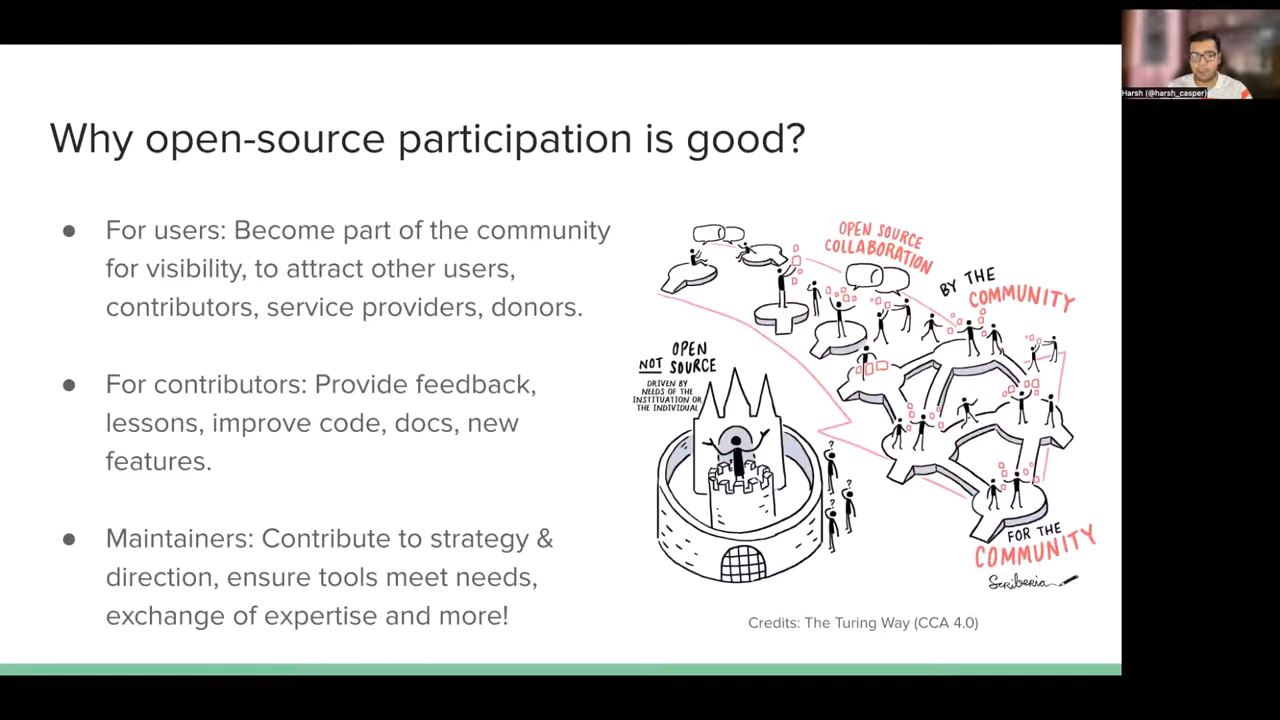 Harsh (@harsh_casper)
Why open-source participation is good?
● For users: Become part of the community
for visibility, to attract other users,
contributors, service providers, donors.
● For contributors: Provide feedback,
lessons, improve code, docs, new
features.
● Maintainers: Contribute to strategy &
direction, ensure tools meet needs,
exchange of expertise and more!
OPEN SOURCE
COLLABORATION
BY THE
COMMUNITY
OPEN
NOT SOURCE
DRIVEN BY
NEEDS OF THE
INSTITUATION OR
THE INDIVIDUAL
?
?
?
FOR THE
COMMUNITY
Scriberia
Credits: The Turing Way (CCA 4.0)